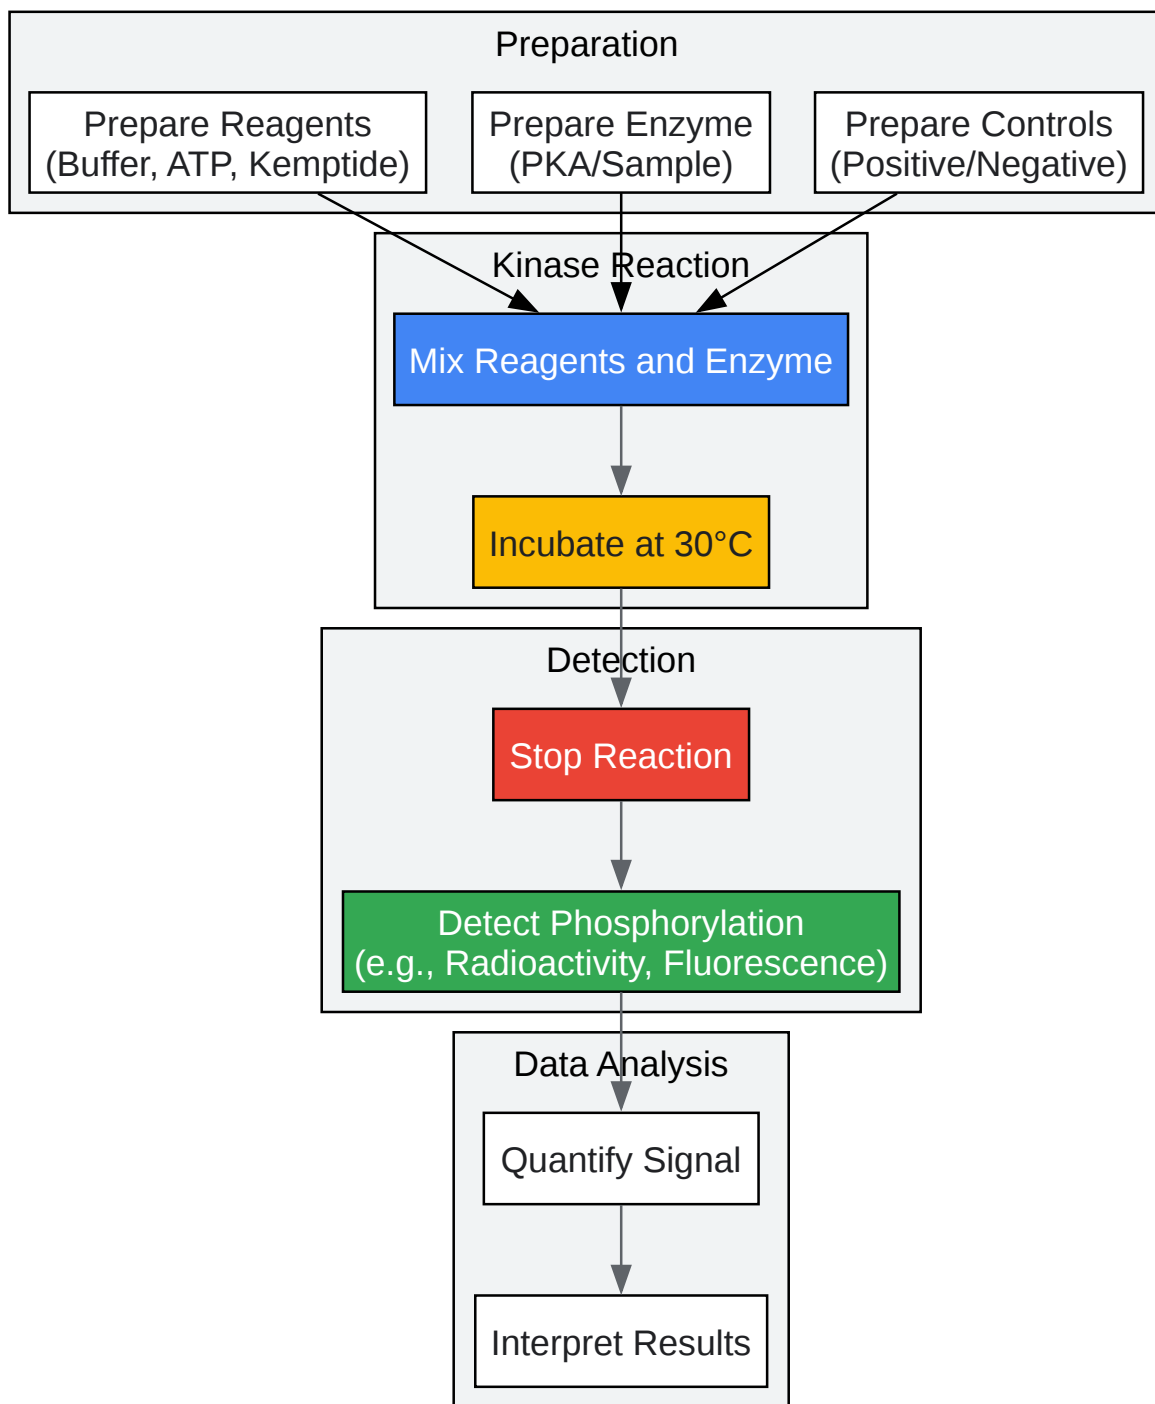 Preparation
Prepare Reagents
(Buffer, ATP, Kemptide)
Prepare Enzyme
(PKA/Sample)
Prepare Controls
(Positive/Negative)
Kinase Reaction
Mix Reagents and Enzyme
Incubate at 30°C
Detection
Stop Reaction
Detect Phosphorylation
(e.g., Radioactivity, Fluorescence)
Data Analysis
Quantify Signal
Interpret Results